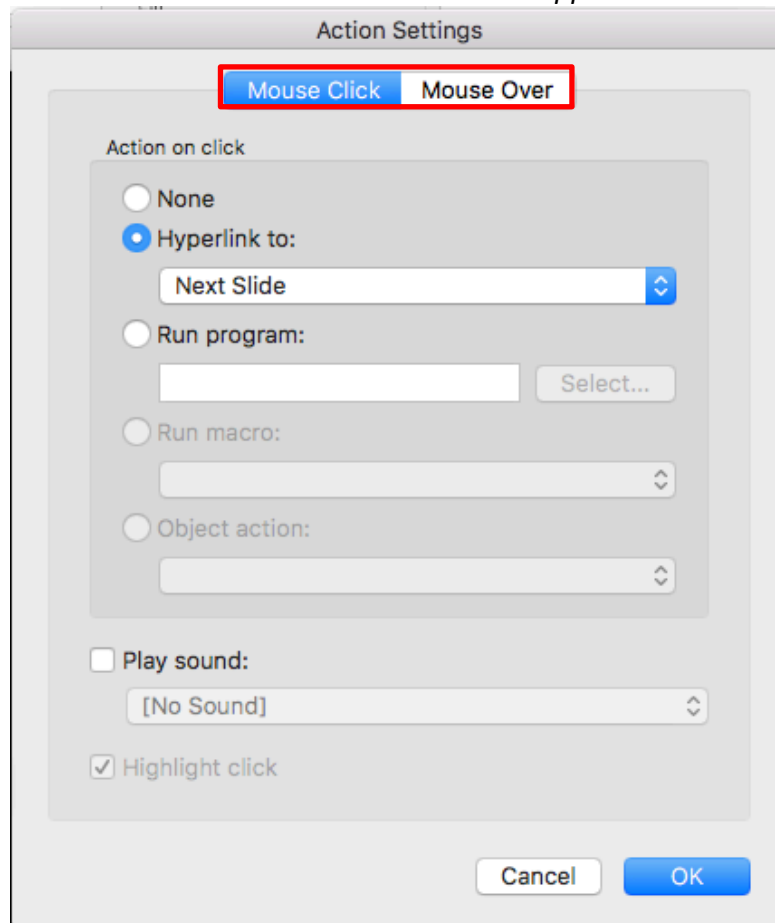 Action Settings
Mouse Click Mouse Over
Action on click
None
Hyperlink to:
Next Slide
Run program:
Select...
Run macro:
Object action:
Play sound:
[No Sound]
Highlight click
Cancel OK